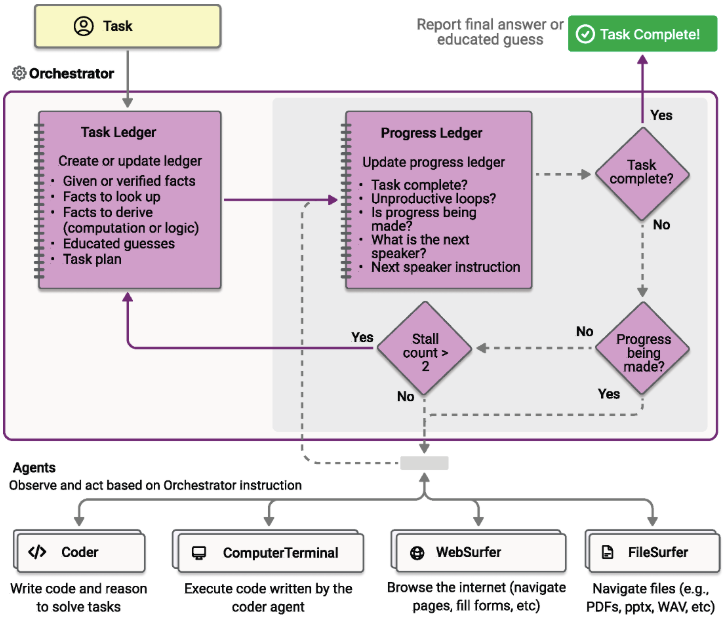 Task
Report final answer or
educated guess
Task Complete!
Orchestrator
Task Ledger
Create or update ledger
• Given or verified facts
• Facts to look up
• Facts to derive
(computation or logic)
• Educated guesses
• Task plan
Progress Ledger
Update progress ledger
• Task complete?
• Unproductive loops?
• Is progress being
made?
• What is the next
speaker?
• Next speaker instruction
Yes
Task
complete?
No
Progress
being
made?
No
Yes
Stall
count >
2
Yes
No
Agents
Observe and act based on Orchestrator instruction
Coder
Write code and reason
to solve tasks
ComputerTerminal
Execute code written by the
coder agent
WebSurfer
Browse the internet (navigate
pages, fill forms, etc)
FileSurfer
Navigate files (e.g.,
PDFs, pptx, WAV, etc)